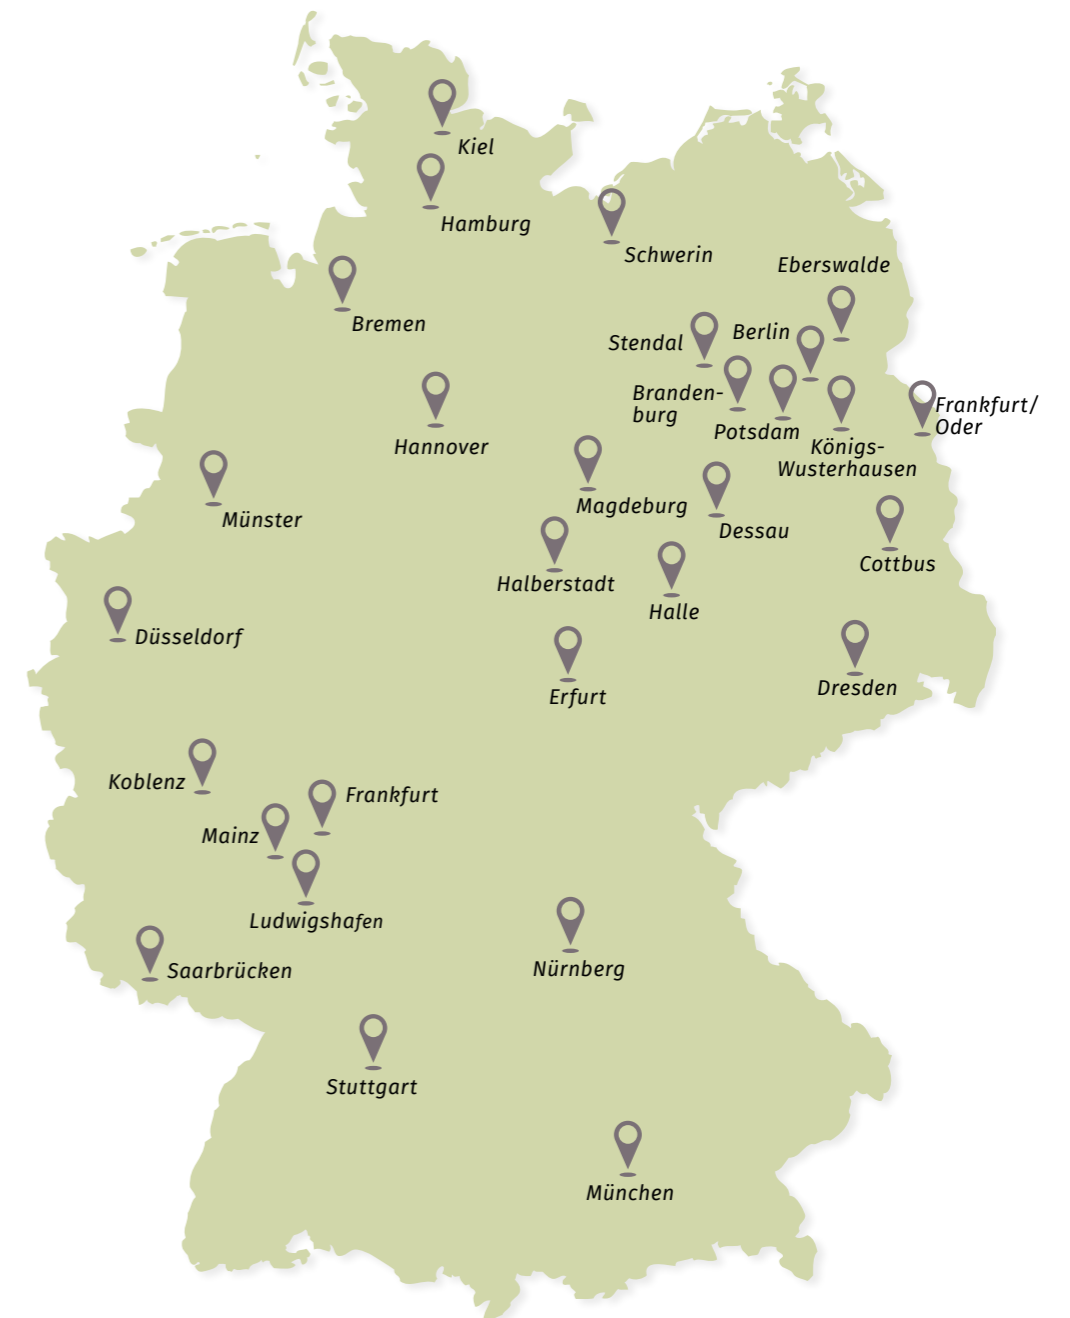 Kiel
Hamburg
Schwerin
Eberswalde
Bremen
Stendal
Berlin
Branden-
burg
Potsdam
Frankfurt/
Oder
Hannover
Königs-
Wusterhausen
Magdeburg
Münster
Dessau
Cottbus
Halberstadt
Halle
Düsseldorf
Dresden
Erfurt
Koblenz
Frankfurt
Mainz
Ludwigshafen
Nürnberg
Saarbrücken
Stuttgart
München